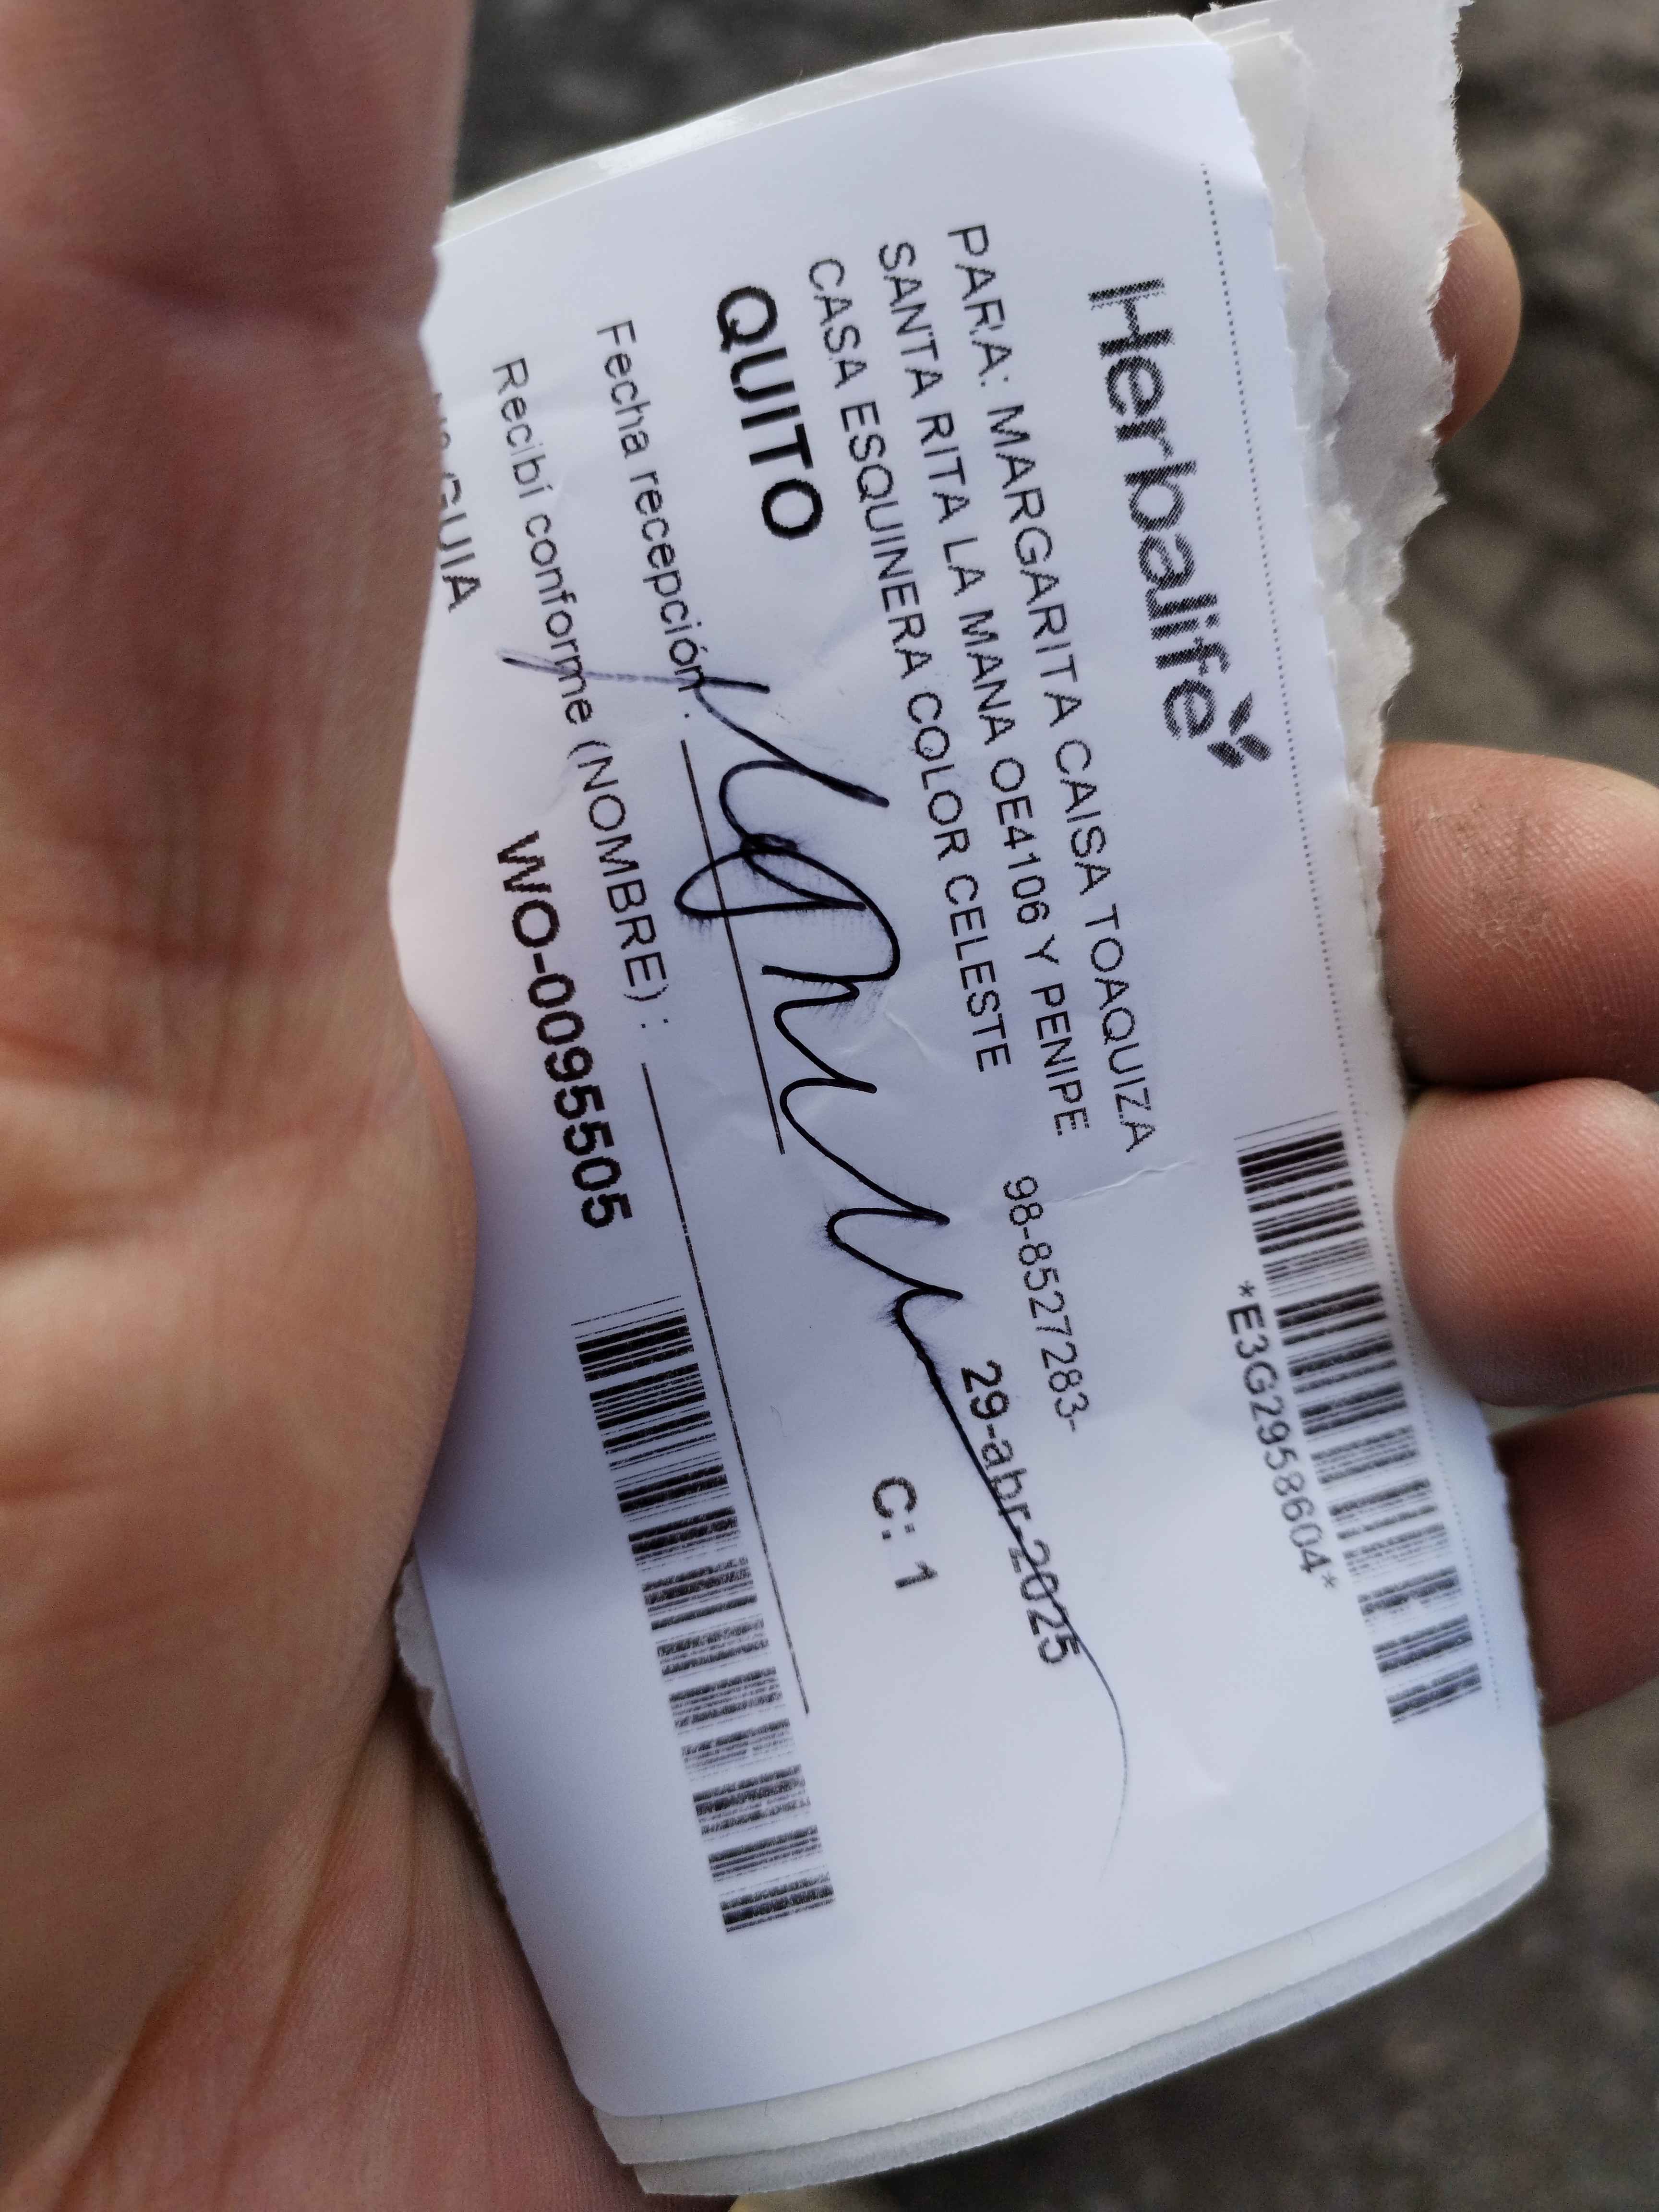 Herbalife
*E3G2958604*
PARA: MARGARITA CAISA TOAQUIZA
SANTA RITA LA MANA OE4106 Y PENIPE 98-8527283-
CASA ESQUINERA COLOR CELESTE 29-abr-2025
QUITO C: 1
Fecha recepción :
Recibí conforme (NOMBRE) :
GUIA WO-0095505